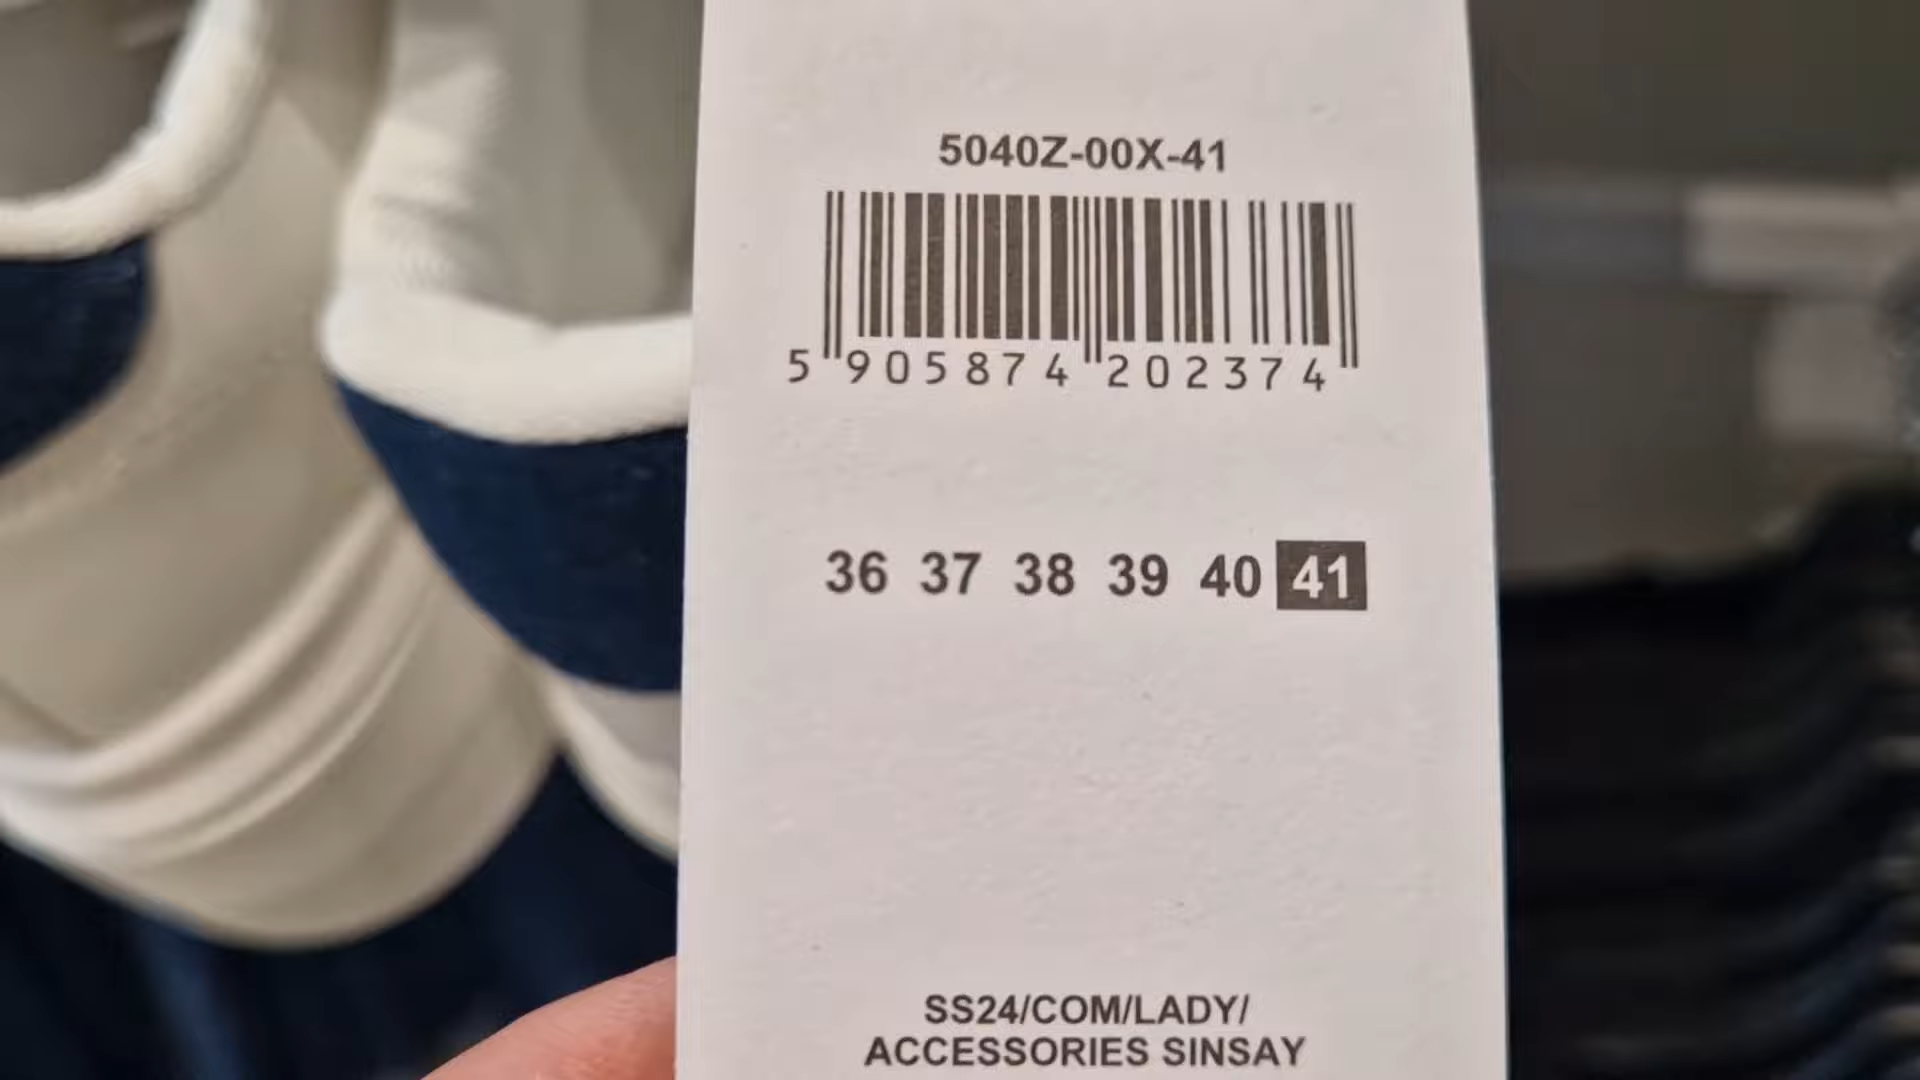 5040Z-00X-41
5 905874 202374
36 37 38 39 40 41
SS24/COM/LADY/
ACCESSORIES SINSAY